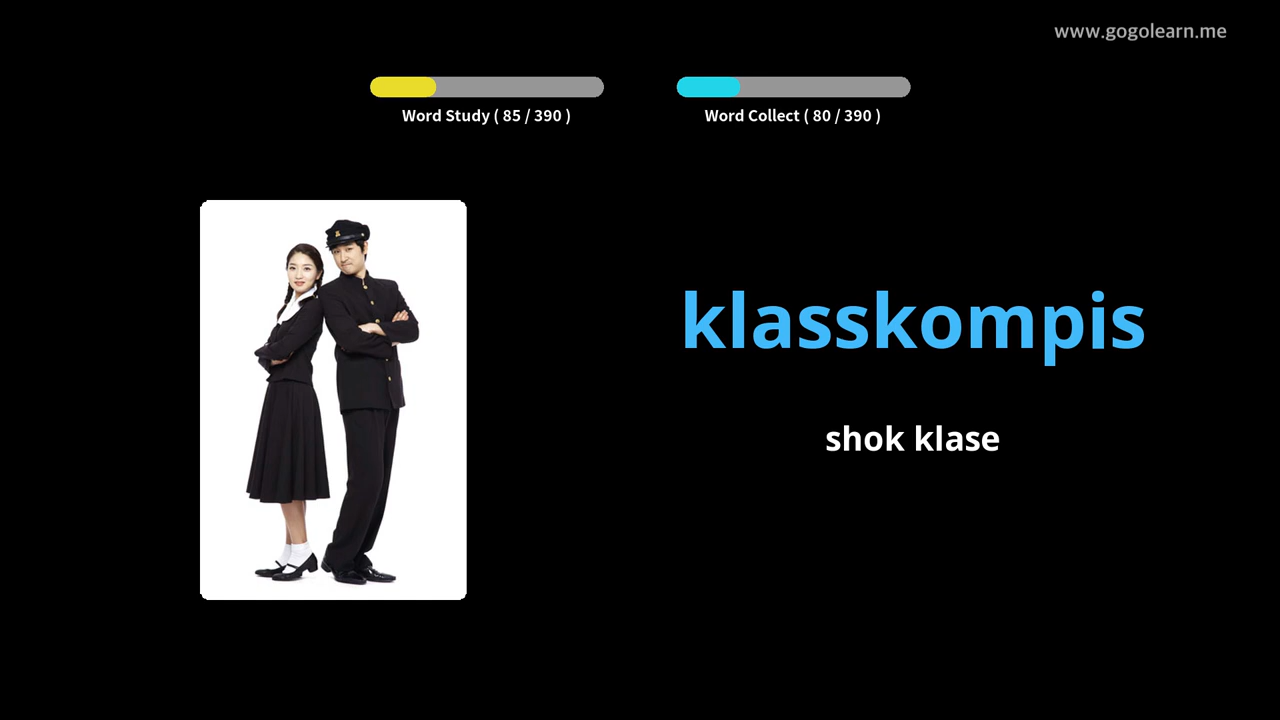 www.gogolearn.me
Word Study ( 85 / 390 )
Word Collect ( 80 / 390 )
klasskompis
shok klase